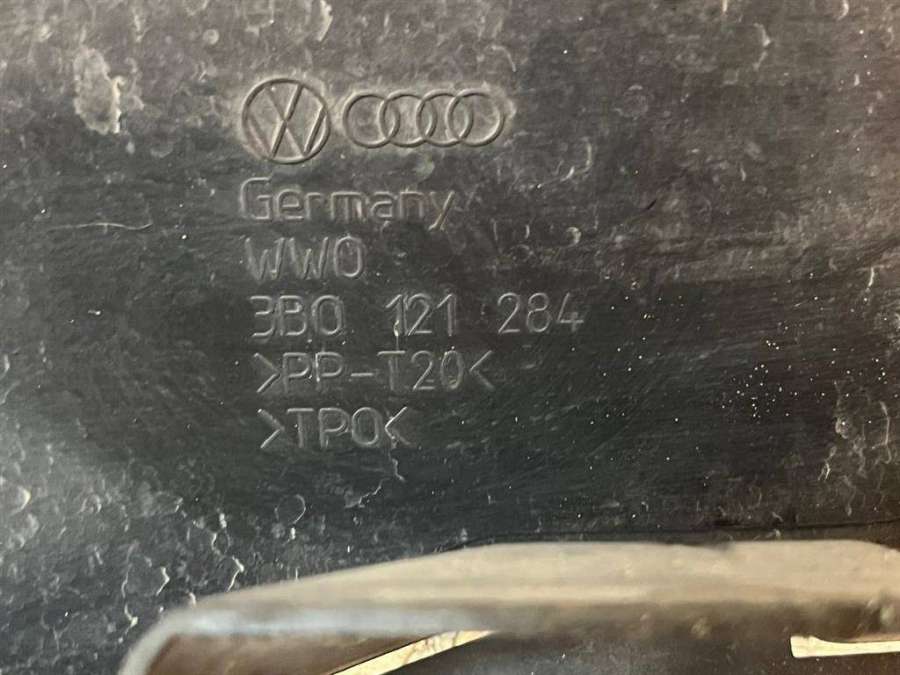 Germany
WWO
3B0 121 284
>PP-T20<
>TPO<